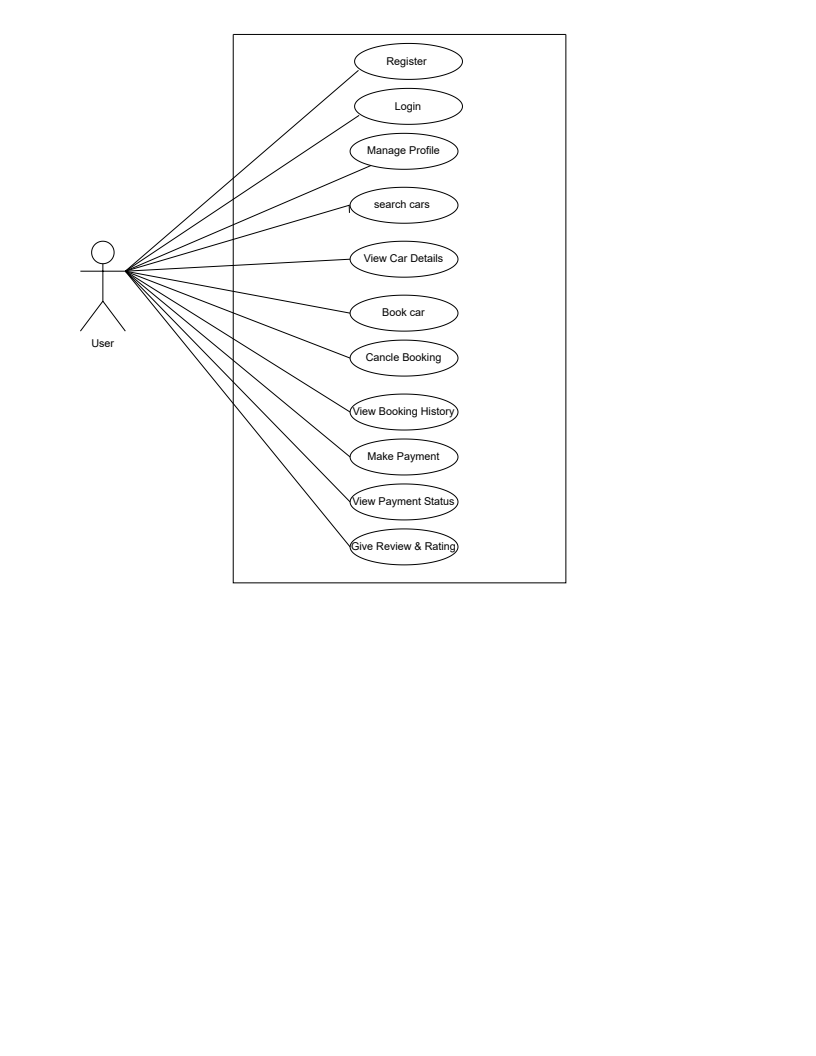 Register
Login
Manage Profile
search cars
View Car Details
Book car
User
Cancle Booking
View Booking History
Make Payment
View Payment Status
Give Review & Rating